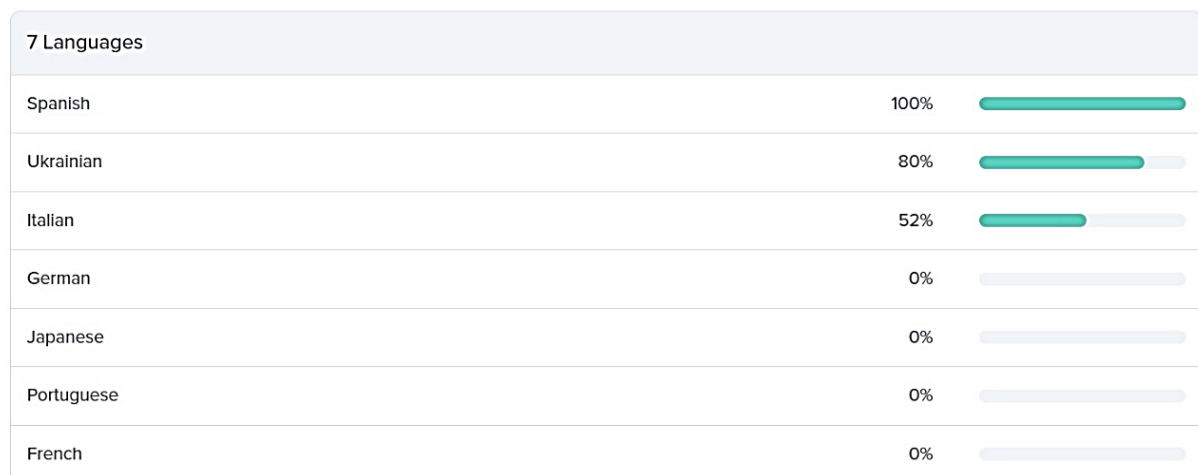 7 Languages
Spanish 100%
Ukrainian 80%
Italian 52%
German 0%
Japanese 0%
Portuguese 0%
French 0%